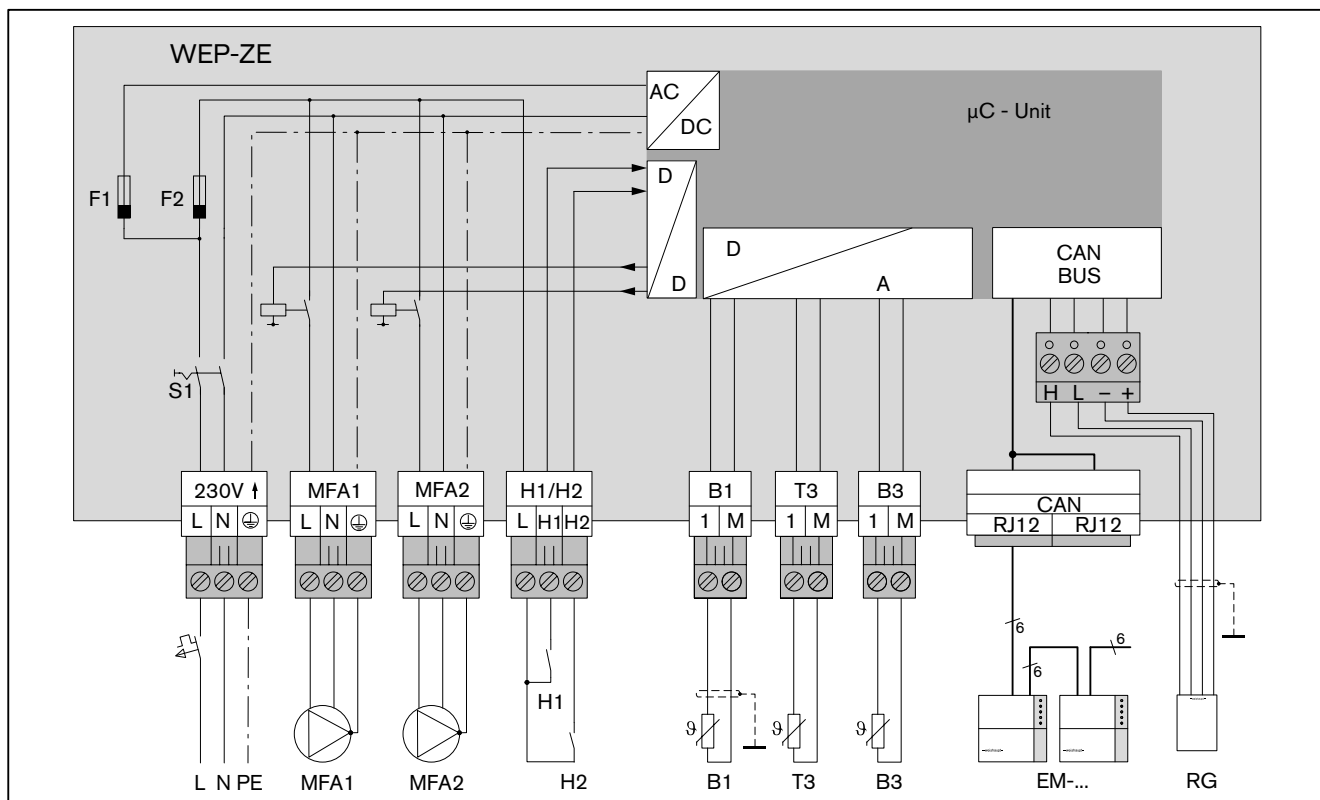 WEP-ZE
AC
DC
µC - Unit
F1 F2
D
D
D
A
CAN
BUS
S1
H L – +
230V MFA1 MFA2 H1/H2 B1 T3 B3
L N L N L N L H1 H2 1 M 1 M 1 M
CAN
RJ12 RJ12
6
6
6
H1
ϑ ϑ ϑ
L N PE MFA1 MFA2 H2 B1 T3 B3 EM-... RG